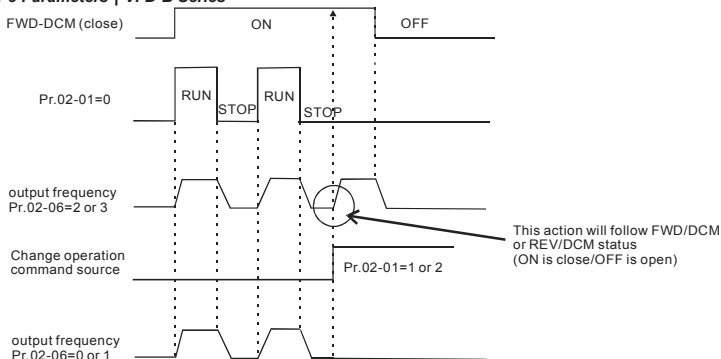 Parameters | VFD-B Series
FWD-DCM (close)
ON
OFF
Pr.02-01=0
RUN
STOP
RUN
STOP
output frequency
Pr.02-06=2 or 3
This action will follow FWD/DCM
or REV/DCM status
(ON is close/OFF is open)
Change operation
command source
Pr.02-01=1 or 2
output frequency
Pr.02-06=0 or 1